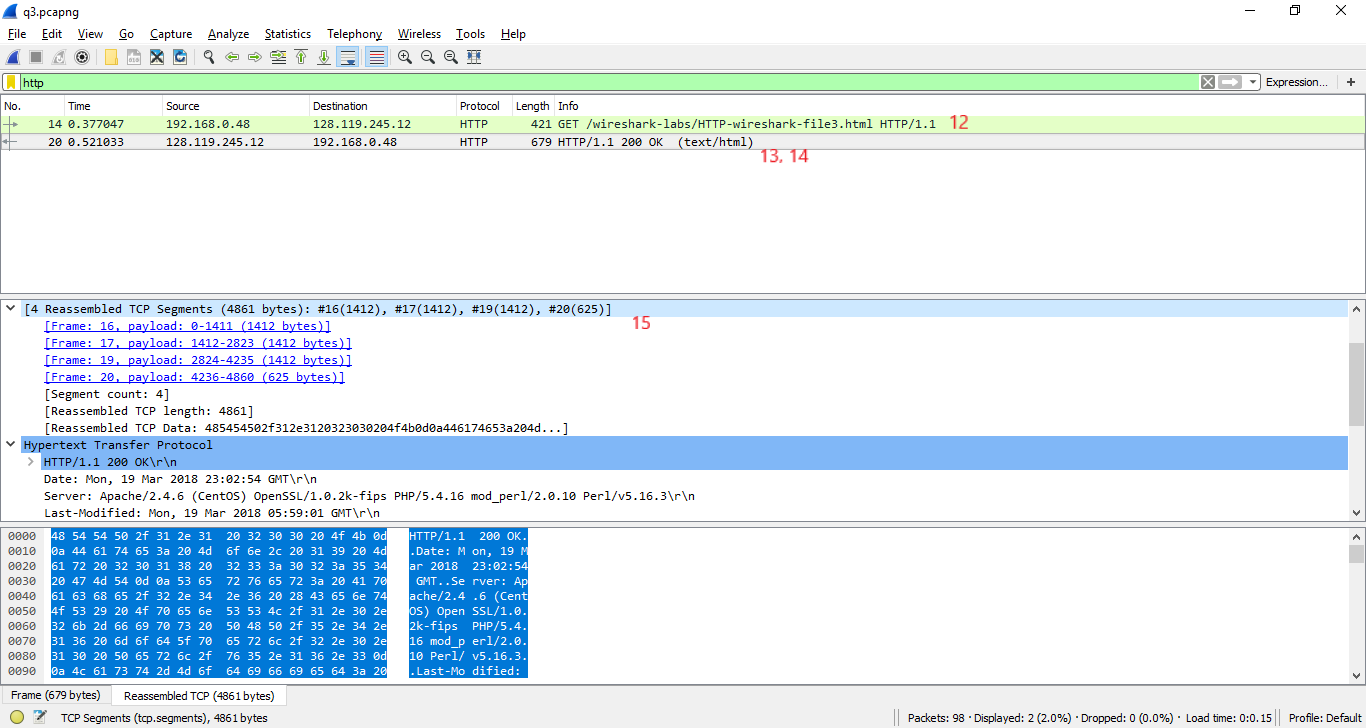 q3.pcapng
File Edit View Go Capture Analyze Statistics Telephony Wireless Tools Help
http Expression... +
No. Time Source Destination Protocol Length Info
14 0.377047 192.168.0.48 128.119.245.12 HTTP 421 GET /wireshark-labs/HTTP-wireshark-file3.html HTTP/1.1 12
20 0.521033 128.119.245.12 192.168.0.48 HTTP 679 HTTP/1.1 200 OK (text/html)
13, 14
[4 Reassembled TCP Segments (4861 bytes): #16(1412), #17(1412), #19(1412), #20(625)]
15
[Frame: 16, payload: 0-1411 (1412 bytes)]
[Frame: 17, payload: 1412-2823 (1412 bytes)]
[Frame: 19, payload: 2824-4235 (1412 bytes)]
[Frame: 20, payload: 4236-4860 (625 bytes)]
[Segment count: 4]
[Reassembled TCP length: 4861]
[Reassembled TCP Data: 485454502f312e3120323030204f4b0d0a446174653a204d...]
Hypertext Transfer Protocol
HTTP/1.1 200 OK\r\n
Date: Mon, 19 Mar 2018 23:02:54 GMT\r\n
Server: Apache/2.4.6 (CentOS) OpenSSL/1.0.2k-fips PHP/5.4.16 mod_perl/2.0.10 Perl/v5.16.3\r\n
Last-Modified: Mon, 19 Mar 2018 05:59:01 GMT\r\n
0000 48 54 54 50 2f 31 2e 31 20 32 30 30 20 4f 4b 0d HTTP/1.1 200 OK.
0010 0a 44 61 74 65 3a 20 4d 6f 6e 2c 20 31 39 20 4d .Date: M on, 19 M
0020 61 72 20 32 30 31 38 20 32 33 3a 30 32 3a 35 34 ar 2018 23:02:54
0030 20 47 4d 54 0d 0a 53 65 72 76 65 72 3a 20 41 70 GMT..Se rver: Ap
0040 61 63 68 65 2f 32 2e 34 2e 36 20 28 43 65 6e 74 ache/2.4 .6 (Cent
0050 4f 53 29 20 4f 70 65 6e 53 53 4c 2f 31 2e 30 2e OS) Open SSL/1.0.
0060 32 6b 2d 66 69 70 73 20 50 48 50 2f 35 2e 34 2e 2k-fips PHP/5.4.
0070 31 36 20 6d 6f 64 5f 70 65 72 6c 2f 32 2e 30 2e 16 mod_p erl/2.0.
0080 31 30 20 50 65 72 6c 2f 76 35 2e 31 36 2e 33 0d 10 Perl/ v5.16.3.
0090 0a 4c 61 73 74 2d 4d 6f 64 69 66 69 65 64 3a 20 .Last-Mo dified:
Frame (679 bytes) Reassembled TCP (4861 bytes)
TCP Segments (tcp.segments), 4861 bytes Packets: 98 · Displayed: 2 (2.0%) · Dropped: 0 (0.0%) · Load time: 0:0.15 Profile: Default